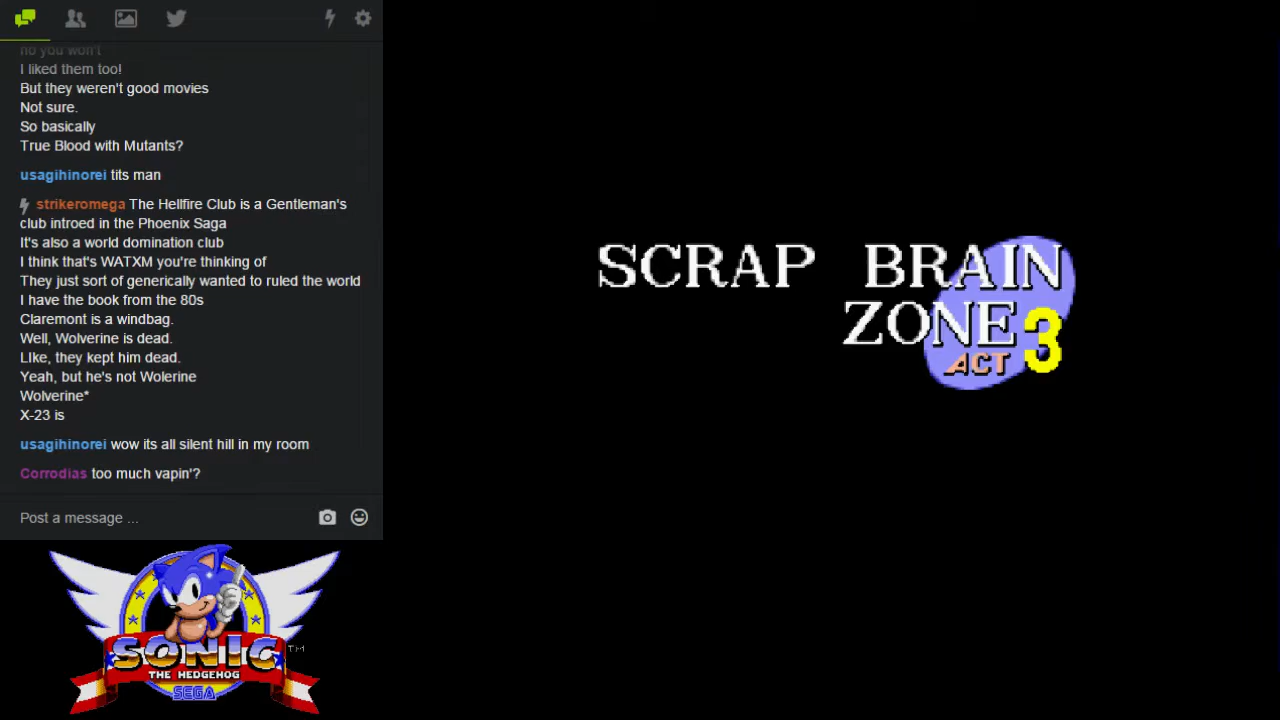 no you won't
I liked them too!
But they weren't good movies
Not sure.
So basically
True Blood with Mutants?
usagihinorei tits man
strikeromega The Hellfire Club is a Gentleman's
club introed in the Phoenix Saga
It's also a world domination club
I think that's WATXM you're thinking of
They just sort of generically wanted to ruled the world
I have the book from the 80s
Claremont is a windbag.
Well, Wolverine is dead.
LIke, they kept him dead.
Yeah, but he's not Wolerine
Wolverine*
X-23 is
usagihinorei wow its all silent hill in my room
Corrodias too much vapin'?
Post a message ...
SCRAP BRAIN
ZONE 3
ACT
SONIC TM
THE HEDGEHOG
SEGA